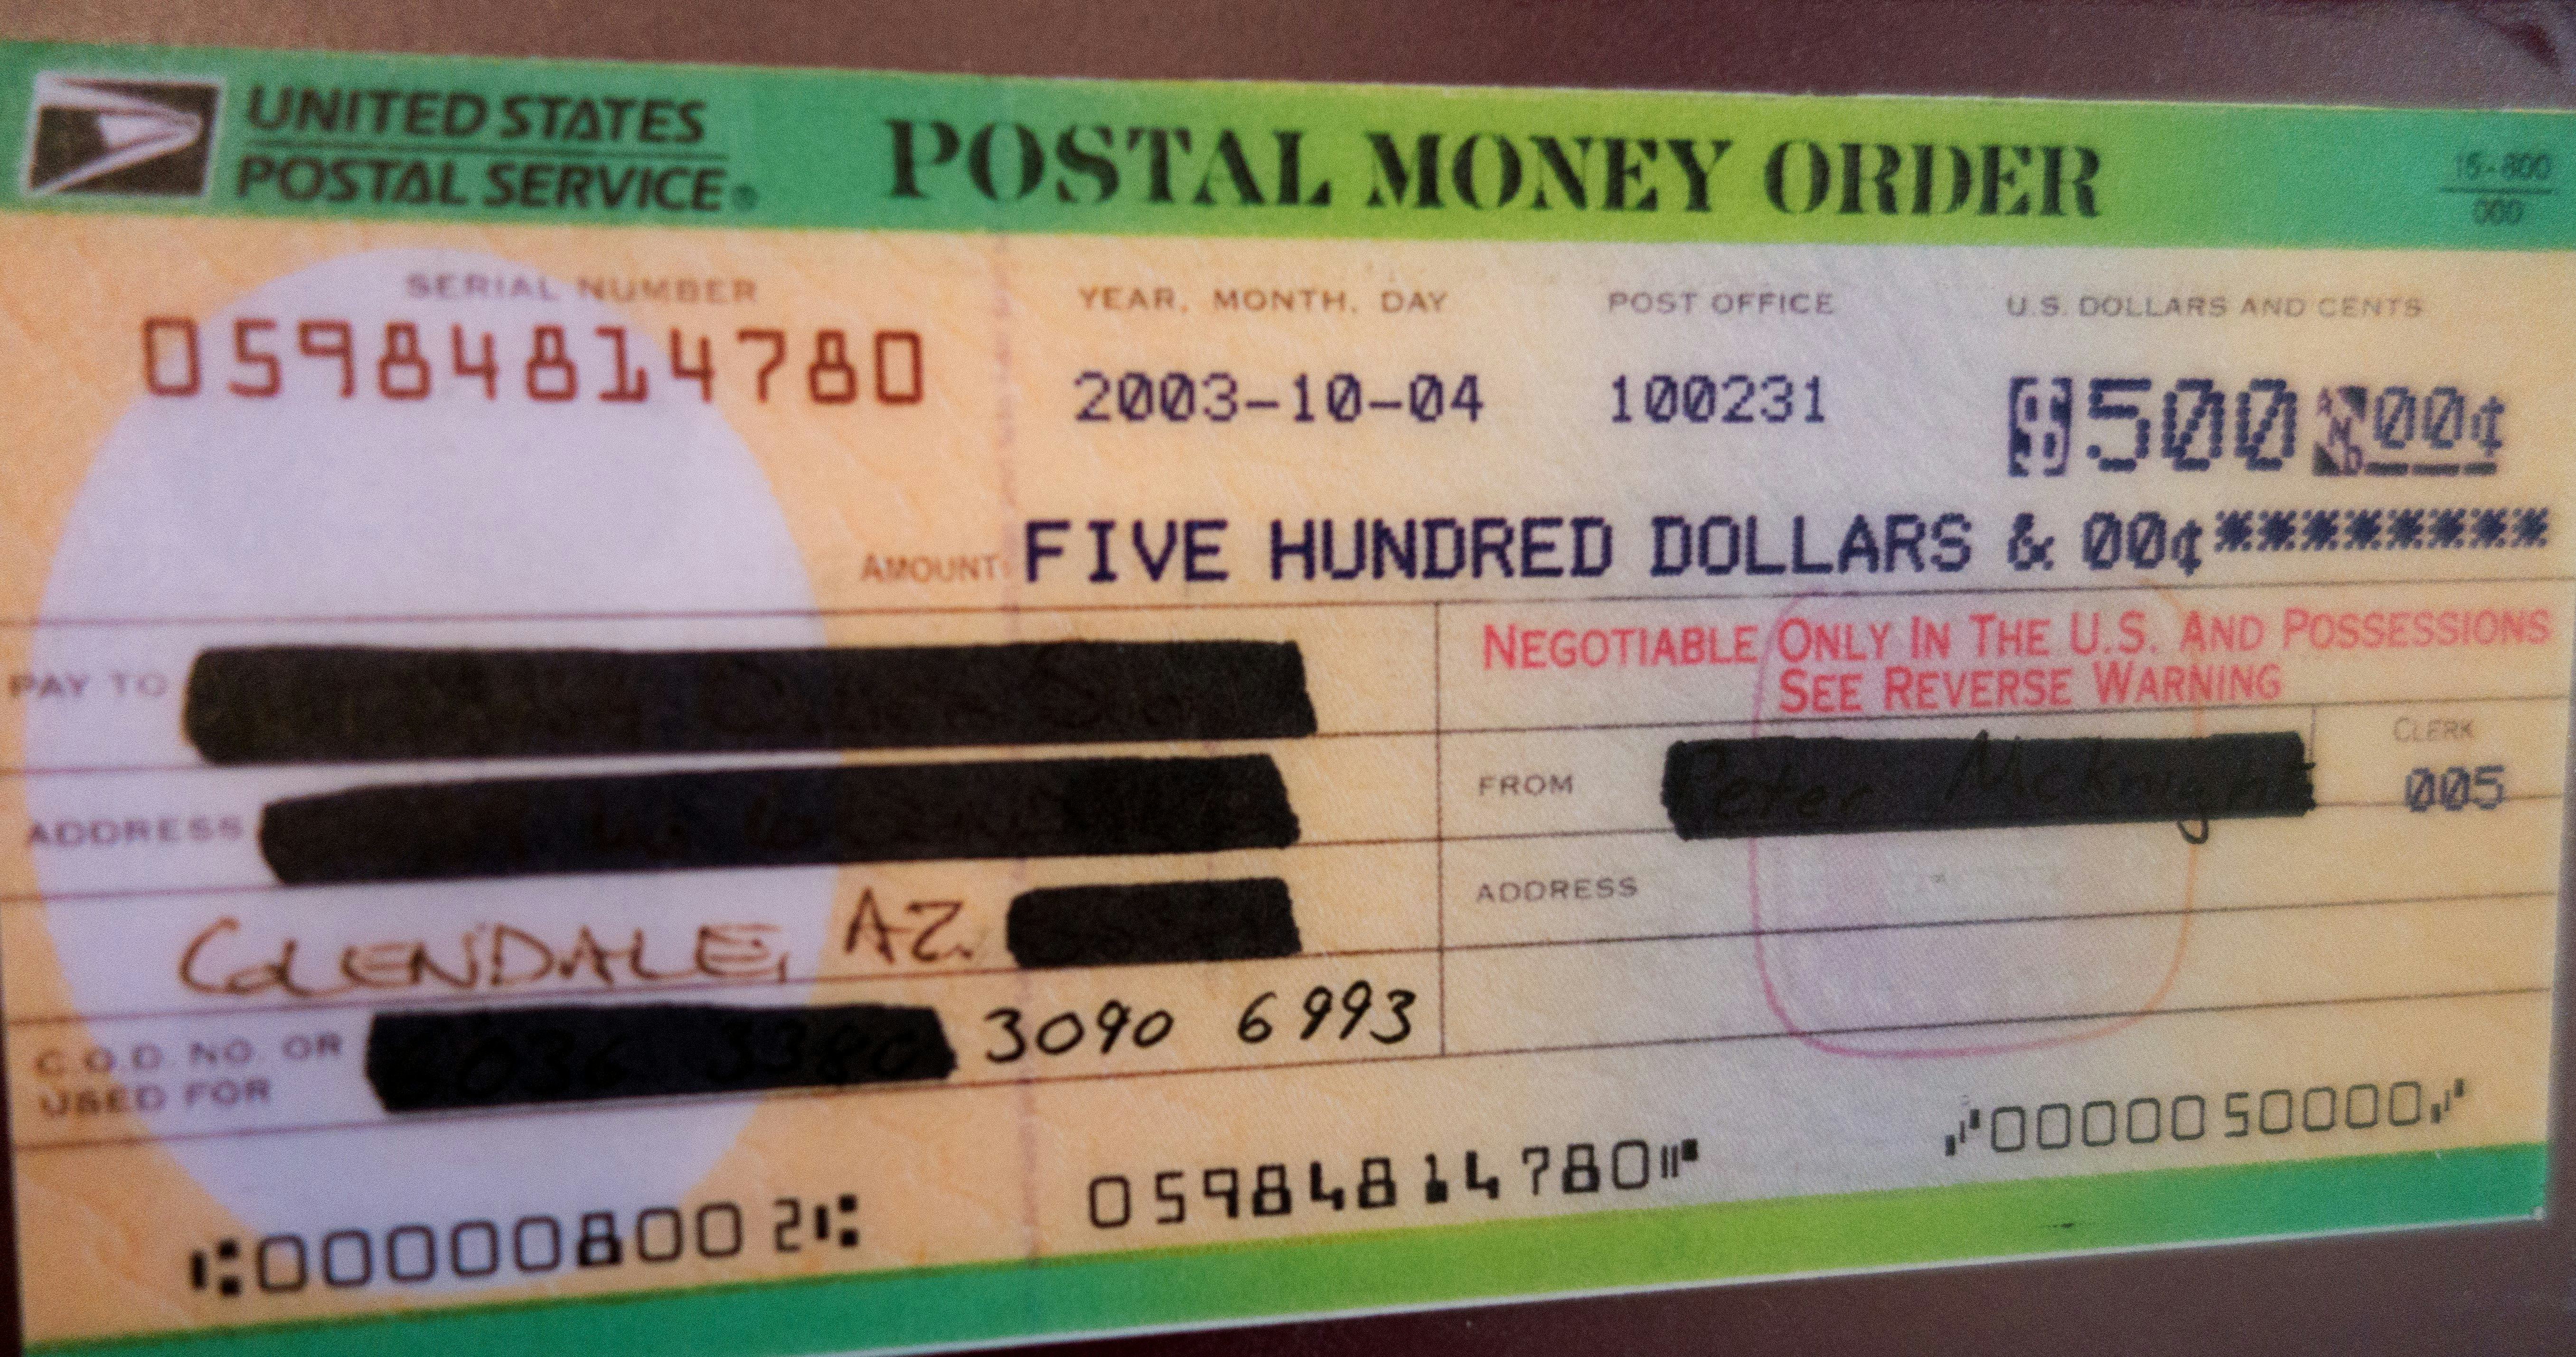 UNITED STATES
POSTAL SERVICE®
POSTAL MONEY ORDER
15-800
000
SERIAL NUMBER
05984814780
YEAR, MONTH, DAY
2003-10-04
POST OFFICE
100231
U.S. DOLLARS AND CENTS
$500 AND 00¢
AMOUNT FIVE HUNDRED DOLLARS & 00¢********
PAY TO
NEGOTIABLE ONLY IN THE U.S. AND POSSESSIONS
SEE REVERSE WARNING
ADDRESS
GLENDALE, AZ.
C.O.D. NO. OR
USED FOR
3090 6993
FROM
CLERK
005
ADDRESS
⑆000008002⑆ 05984814780⑈ ⑇0000050000⑇